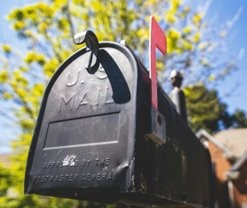 U.S.
MAIL
APPROVED BY THE
POSTMASTER GENERAL